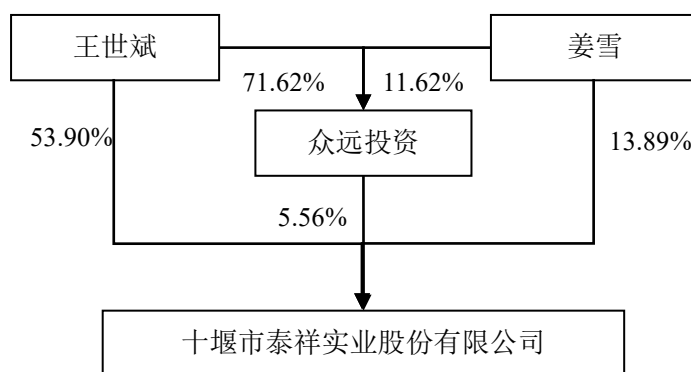 王世斌
姜雪
71.62%
11.62%
53.90%
众远投资
13.89%
5.56%
十堰市泰祥实业股份有限公司